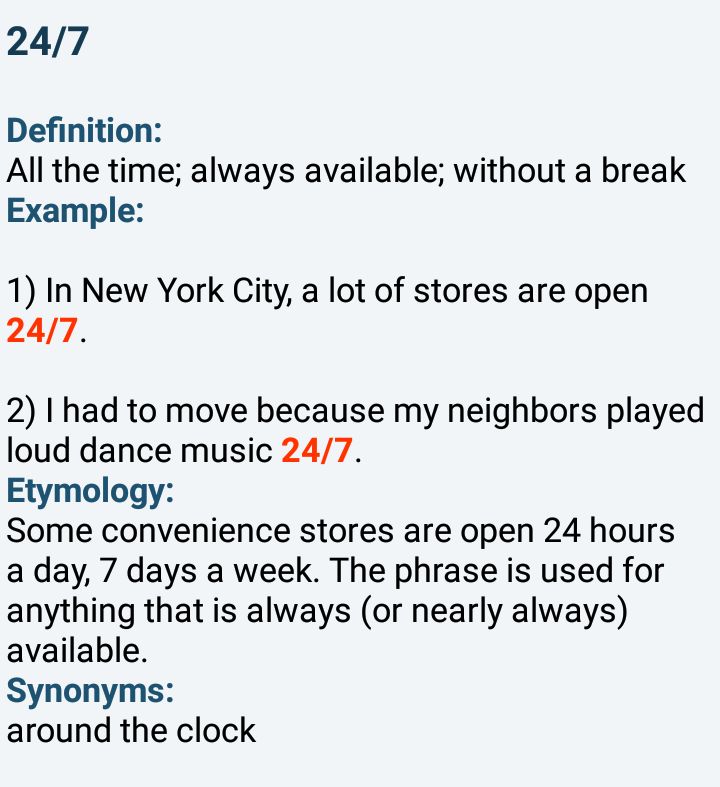 24/7
Definition:
All the time; always available; without a break
Example:
1) In New York City, a lot of stores are open
24/7.
2) I had to move because my neighbors played
loud dance music 24/7.
Etymology:
Some convenience stores are open 24 hours
a day, 7 days a week. The phrase is used for
anything that is always (or nearly always)
available.
Synonyms:
around the clock